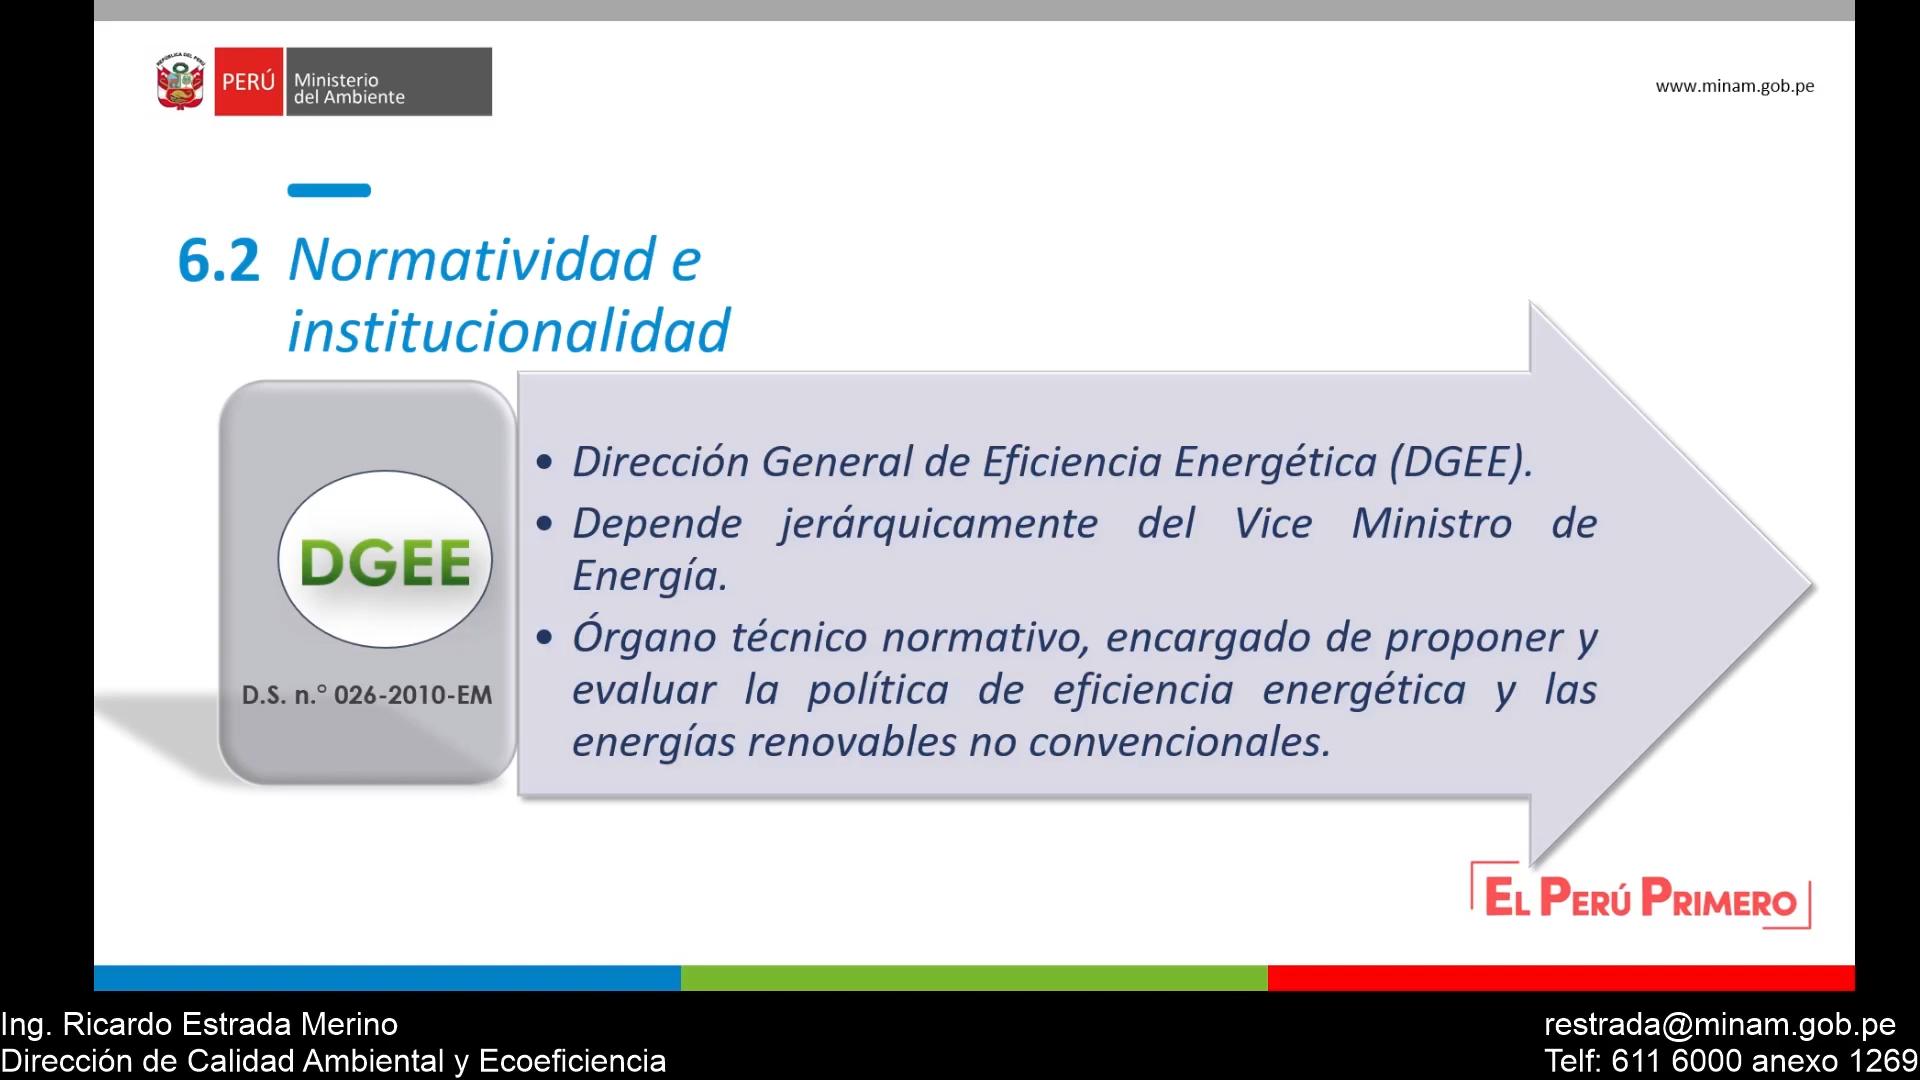 REPÚBLICA DEL PERÚ
PERÚ
Ministerio
del Ambiente
www.minam.gob.pe
6.2 Normatividad e
institucionalidad
DGEE
D.S. n.° 026-2010-EM
• Dirección General de Eficiencia Energética (DGEE).
• Depende jerárquicamente del Vice Ministro de
Energía.
• Órgano técnico normativo, encargado de proponer y
evaluar la política de eficiencia energética y las
energías renovables no convencionales.
EL PERÚ PRIMERO
Ing. Ricardo Estrada Merino
Dirección de Calidad Ambiental y Ecoeficiencia
restrada@minam.gob.pe
Telf: 611 6000 anexo 1269